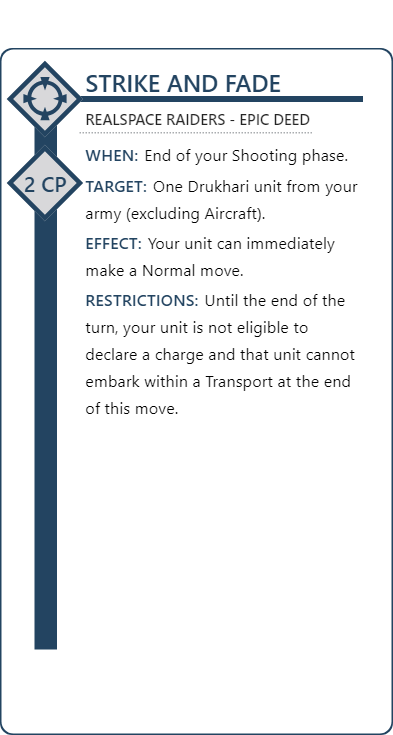 STRIKE AND FADE
REALSPACE RAIDERS - EPIC DEED
2 CP
WHEN: End of your Shooting phase.
TARGET: One Drukhari unit from your
army (excluding Aircraft).
EFFECT: Your unit can immediately
make a Normal move.
RESTRICTIONS: Until the end of the
turn, your unit is not eligible to
declare a charge and that unit cannot
embark within a Transport at the end
of this move.